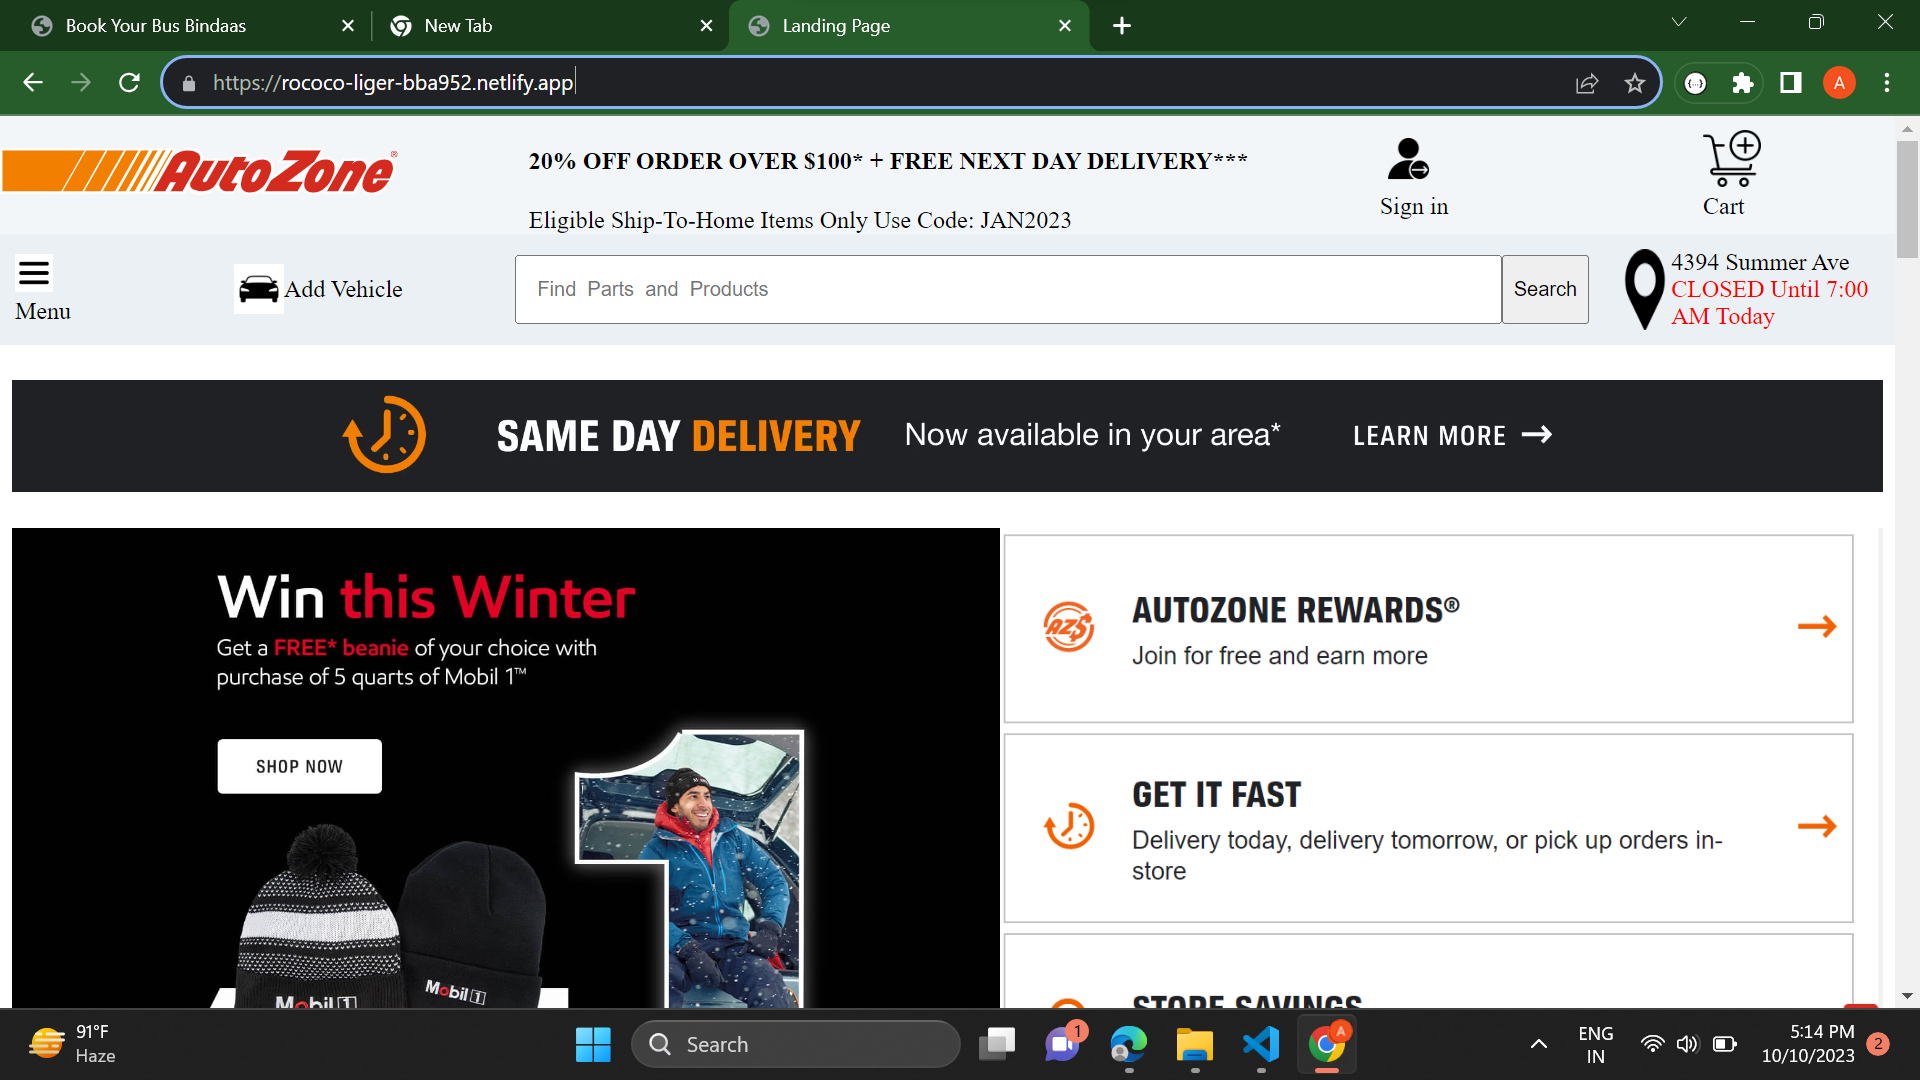 Book Your Bus Bindaas
New Tab
Landing Page
https://rococo-liger-bba952.netlify.app
A
AutoZone®
20% OFF ORDER OVER $100* + FREE NEXT DAY DELIVERY***
Eligible Ship-To-Home Items Only Use Code: JAN2023
Sign in
Cart
Menu
Add Vehicle
Find Parts and Products
Search
4394 Summer Ave
CLOSED Until 7:00
AM Today
SAME DAY DELIVERY Now available in your area* LEARN MORE
Win this Winter
Get a FREE* beanie of your choice with
purchase of 5 quarts of Mobil 1™
SHOP NOW
Mobil 1
Mobil 1
AZ$
AUTOZONE REWARDS®
Join for free and earn more
GET IT FAST
Delivery today, delivery tomorrow, or pick up orders in-
store
STORE SAVINGS
91°F
Haze
Search
1
A
ENG
IN
5:14 PM
10/10/2023
2